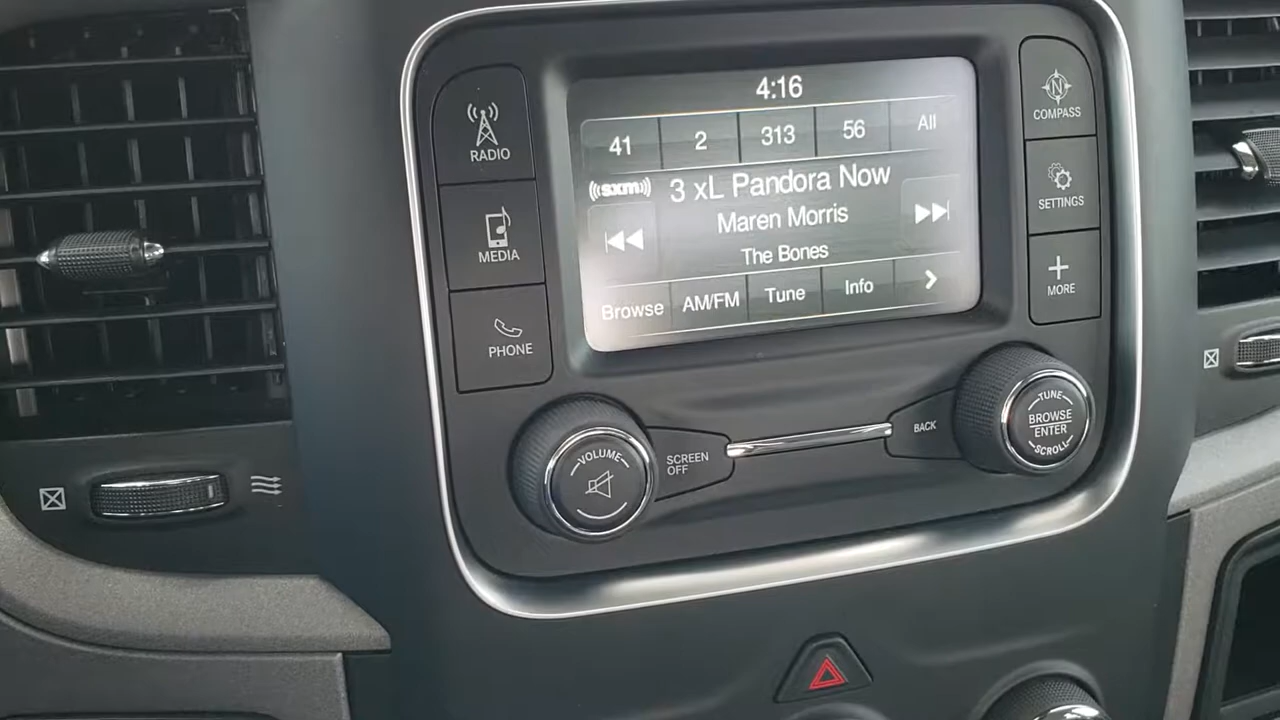 RADIO
MEDIA
PHONE
4:16
41 2 313 56 All
((sxm)) 3 xL Pandora Now
Maren Morris
The Bones
Browse AM/FM Tune Info
N
COMPASS
SETTINGS
MORE
VOLUME
SCREEN
OFF
BACK
TUNE
BROWSE
ENTER
SCROLL